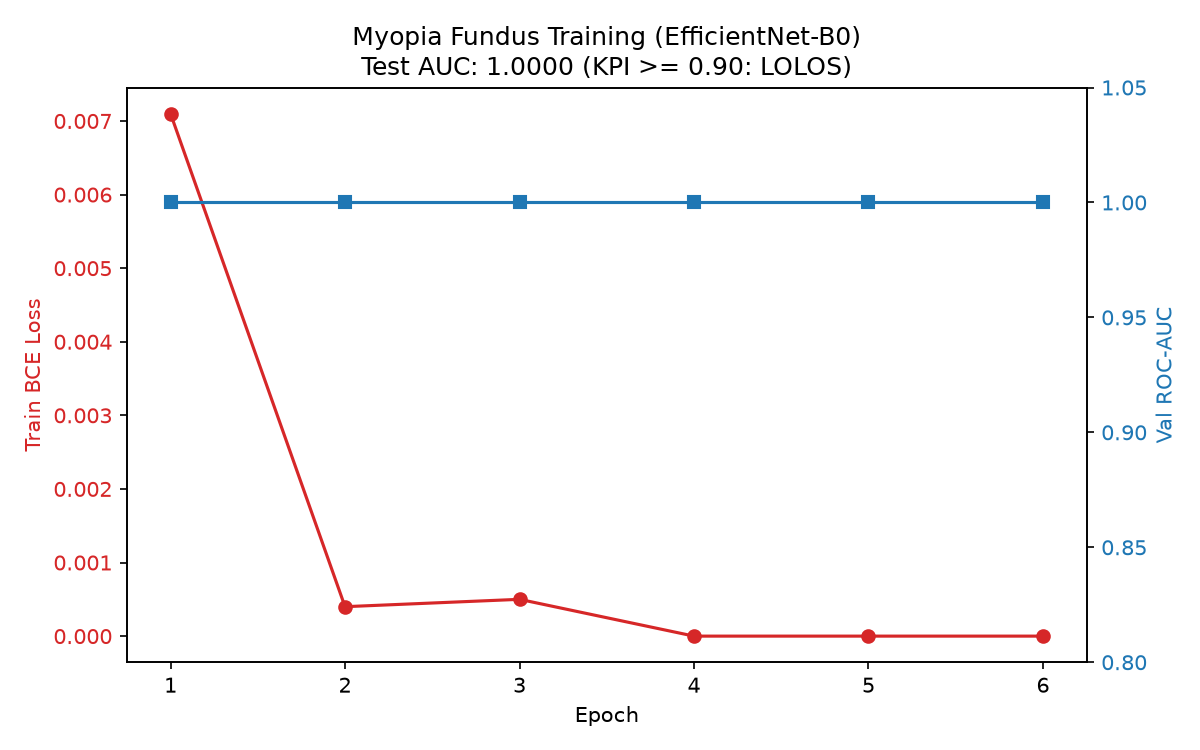 Myopia Fundus Training (EfficientNet-B0)
Test AUC: 1.0000 (KPI >= 0.90: LOLOS)
0.007
0.006
0.005
0.004
0.003
0.002
0.001
0.000
Train BCE Loss
1.05
1.00
0.95
0.90
0.85
0.80
Val ROC-AUC
1 2 3 4 5 6
Epoch